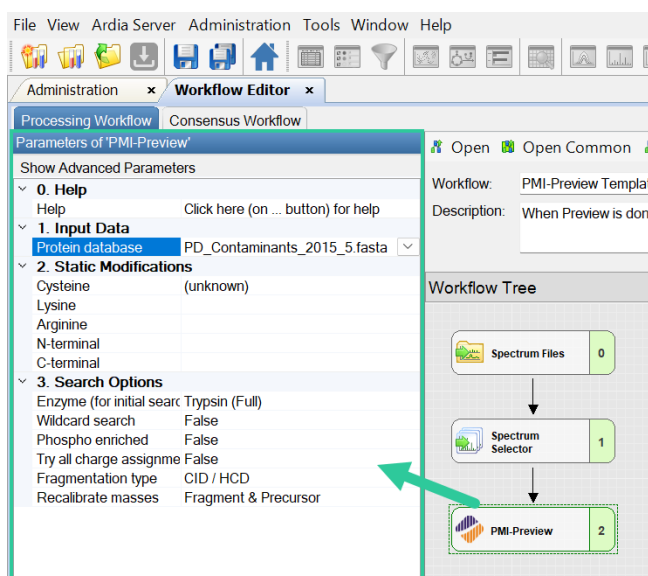 File View Ardia Server Administration Tools Window Help
Administration × Workflow Editor ×
Processing Workflow Consensus Workflow
Parameters of 'PMI-Preview'
Show Advanced Parameters
0. Help
Help Click here (on ... button) for help
1. Input Data
Protein database PD_Contaminants_2015_5.fasta
2. Static Modifications
Cysteine (unknown)
Lysine
Arginine
N-terminal
C-terminal
3. Search Options
Enzyme (for initial searc Trypsin (Full)
Wildcard search False
Phospho enriched False
Try all charge assignme False
Fragmentation type CID / HCD
Recalibrate masses Fragment & Precursor
Open Open Common
Workflow: PMI-Preview Templa
Description: When Preview is don
Workflow Tree
Spectrum Files 0
Spectrum
Selector 1
PMI-Preview 2